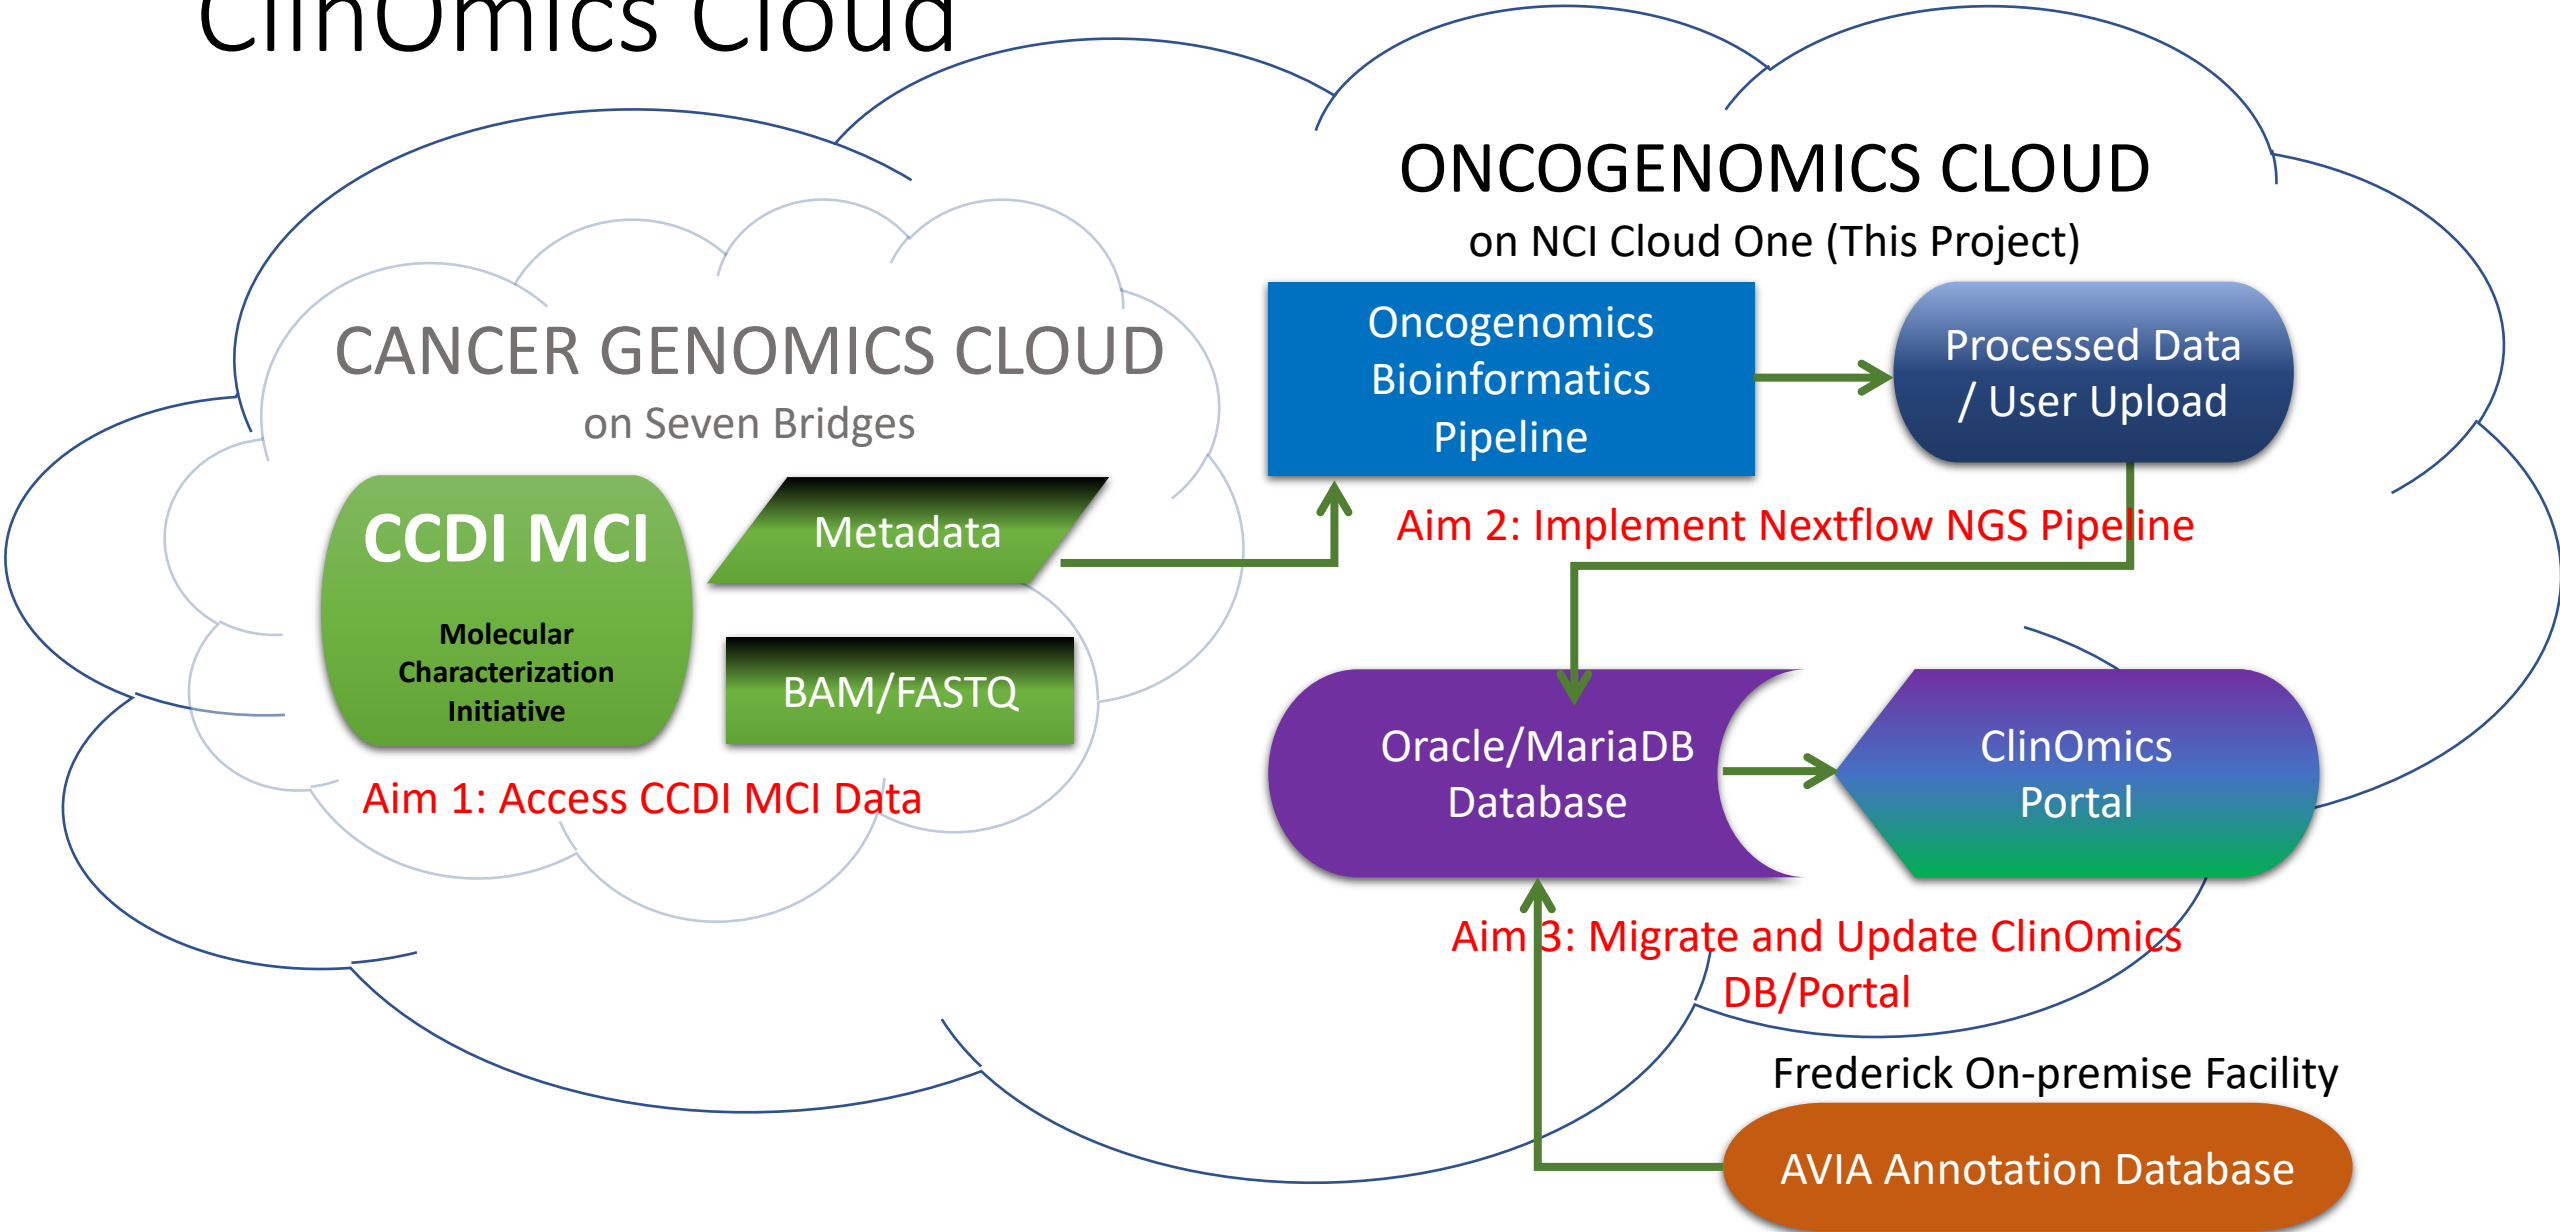 ClinOmics Cloud
ONCOGENOMICS CLOUD
on NCI Cloud One (This Project)
CANCER GENOMICS CLOUD
on Seven Bridges
CCDI MCI
Molecular
Characterization
Initiative
Metadata
BAM/FASTQ
Aim 1: Access CCDI MCI Data
Oncogenomics
Bioinformatics
Pipeline
Processed Data
/ User Upload
Aim 2: Implement Nextflow NGS Pipeline
Oracle/MariaDB
Database
ClinOmics
Portal
Aim 3: Migrate and Update ClinOmics
DB/Portal
Frederick On-premise Facility
AVIA Annotation Database